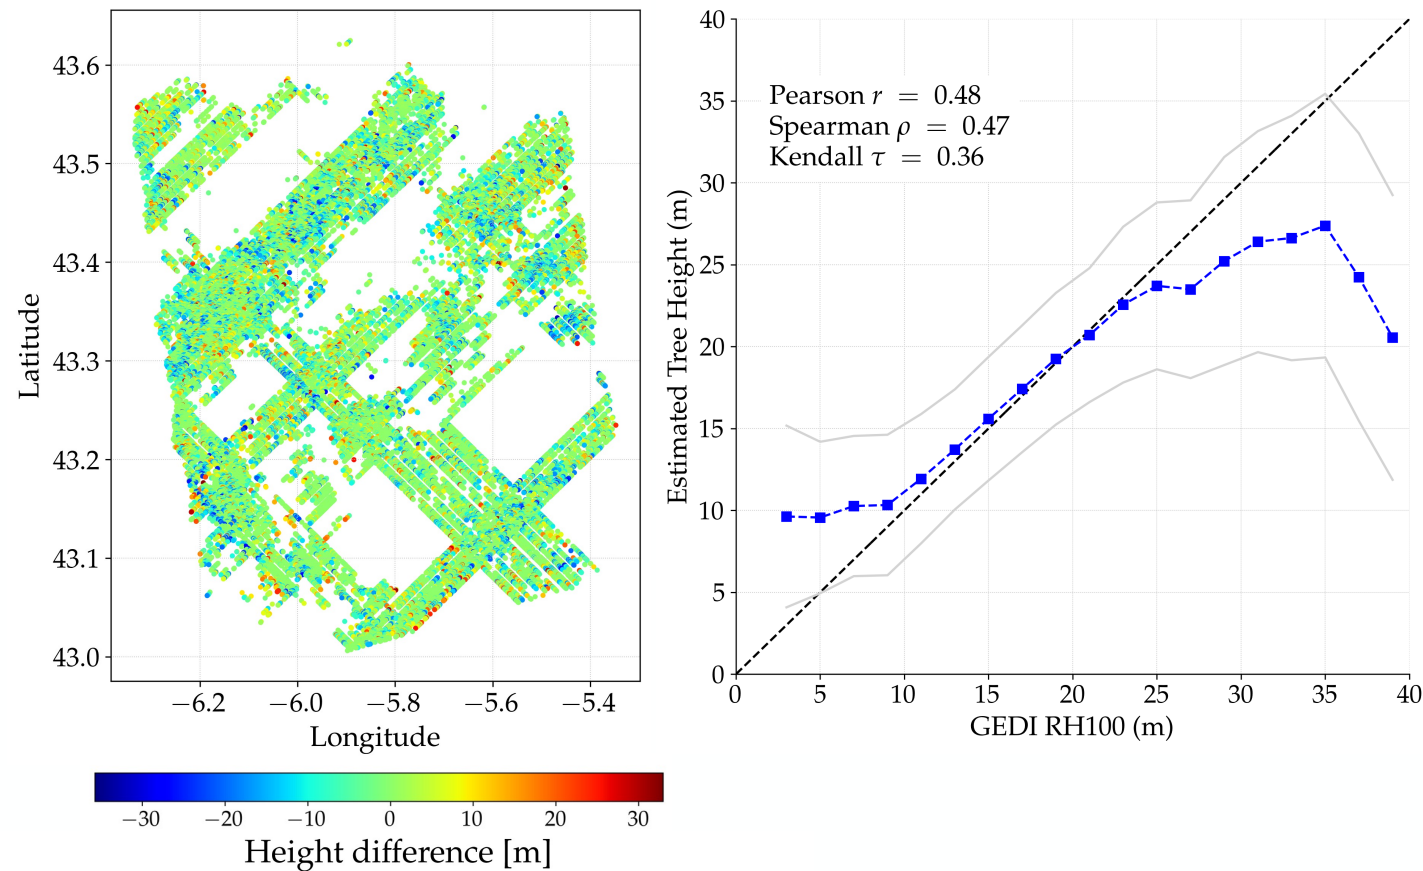 43.6
43.5
43.4
43.3
43.2
43.1
43.0
Latitude
−6.2 −6.0 −5.8 −5.6 −5.4
Longitude
−30 −20 −10 0 10 20 30
Height difference [m]
Pearson r = 0.48
Spearman ρ = 0.47
Kendall τ = 0.36
40
35
30
25
20
15
10
5
0
Estimated Tree Height (m)
0 5 10 15 20 25 30 35 40
GEDI RH100 (m)